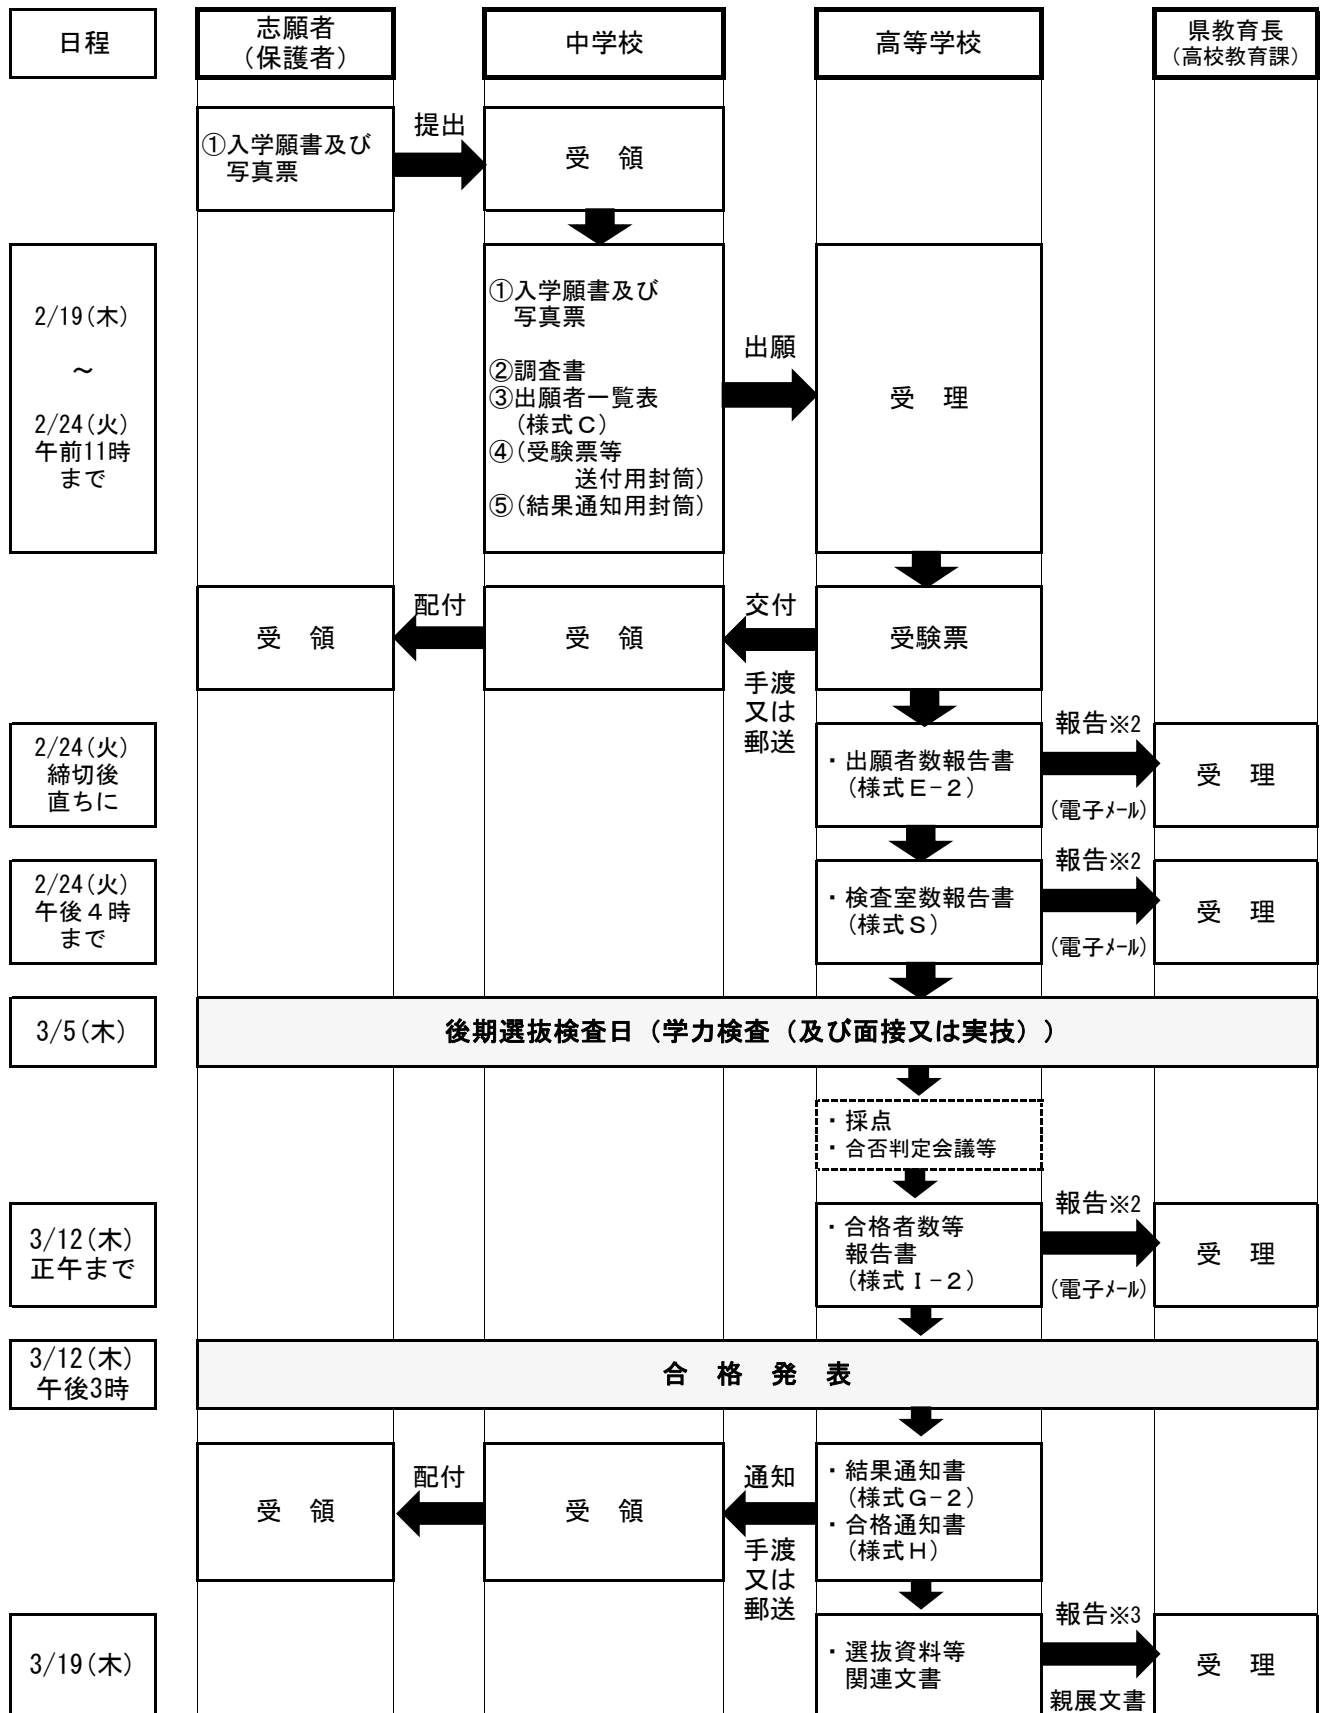 日程
志願者
（保護者）
中学校
高等学校
県教育長
（高校教育課）
①入学願書及び
写真票
提出
受　領
2/19(木)
～
2/24(火)
午前11時
まで
①入学願書及び
写真票
②調査書
③出願者一覧表
（様式Ｃ）
④（受験票等
送付用封筒）
⑤（結果通知用封筒）
出願
受　理
受　領
配付
受　領
交付
手渡
又は
郵送
受験票
2/24(火)
締切後
直ちに
・出願者数報告書
（様式Ｅ−２）
報告※2
(電子ﾒｰﾙ)
受　理
2/24(火)
午後４時
まで
・検査室数報告書
（様式Ｓ）
報告※2
(電子ﾒｰﾙ)
受　理
3/5(木)
後期選抜検査日（学力検査（及び面接又は実技））
・採点
・合否判定会議等
3/12(木)
正午まで
・合格者数等
報告書
（様式Ｉ−２）
報告※2
(電子ﾒｰﾙ)
受　理
3/12(木)
午後3時
合　格　発　表
受　領
配付
受　領
通知
手渡
又は
郵送
・結果通知書
（様式Ｇ−２）
・合格通知書
（様式Ｈ）
3/19(木)
・選抜資料等
関連文書
報告※3
親展文書
受　理